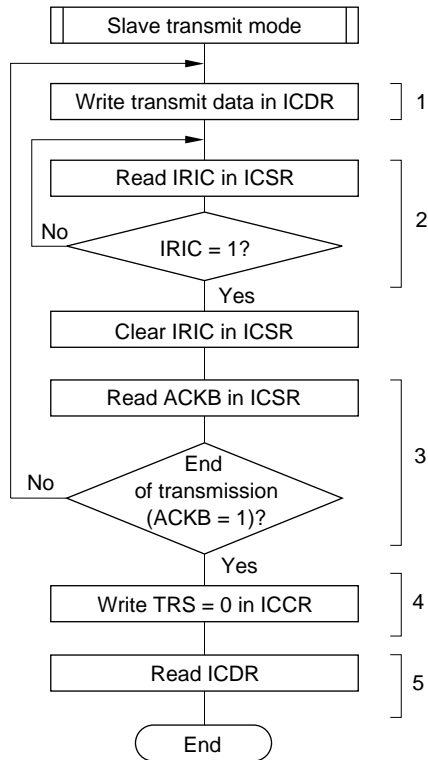 Slave transmit mode
Write transmit data in ICDR
1
Read IRIC in ICSR
2
No
IRIC = 1?
Yes
Clear IRIC in ICSR
Read ACKB in ICSR
3
End
No
of transmission
(ACKB = 1)?
Yes
Write TRS = 0 in ICCR
4
Read ICDR
5
End